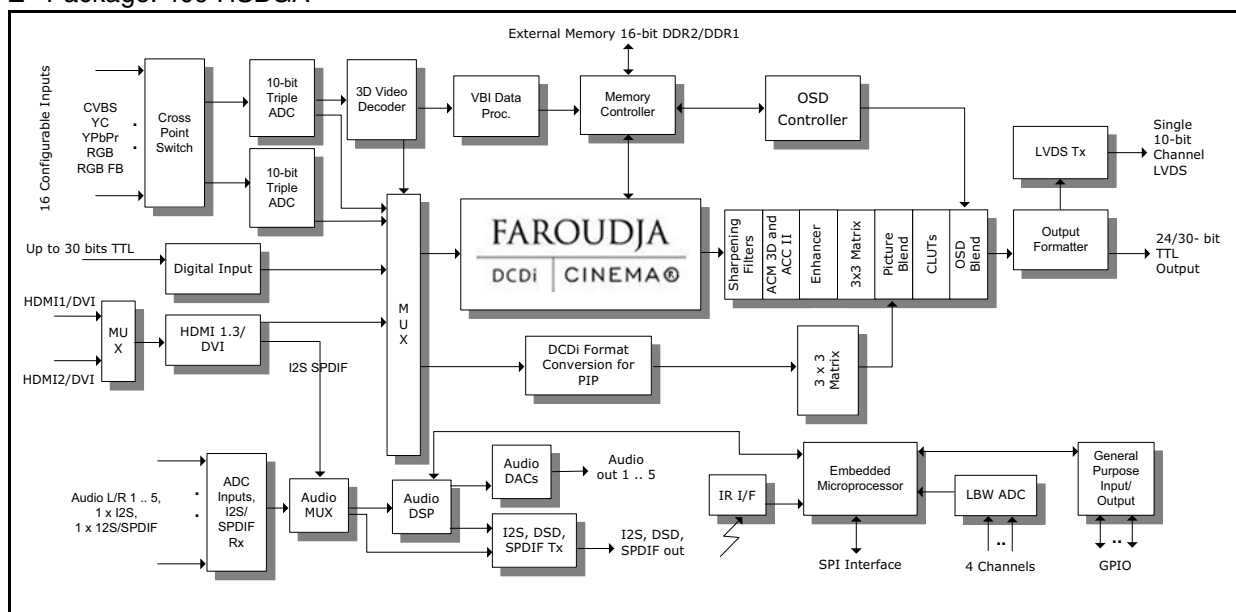 External Memory 16-bit DDR2/DDR1
16 Configurable Inputs
CVBS
YC
YPbPr
RGB
RGB FB
Cross
Point
Switch
10-bit
Triple
ADC
10-bit
Triple
ADC
3D Video
Decoder
VBI Data
Proc.
Memory
Controller
OSD
Controller
LVDS Tx
Single
10-bit
Channel
LVDS
Up to 30 bits TTL
Digital Input
HDMI1/DVI
HDMI2/DVI
MU
X
HDMI 1.3/
DVI
I2S SPDIF
M
U
X
FAROUDJA
DCDi CINEMA®
Sharpening
Filters
ACM 3D and
ACC II
Enhancer
3x3 Matrix
Picture
Blend
CLUTs
OSD
Blend
Output
Formatter
24/30- bit
TTL
Output
DCDi Format
Conversion for
PIP
3 x 3
Matrix
Audio L/R 1 .. 5,
1 x I2S,
1 x 12S/SPDIF
ADC
Inputs,
I2S/
SPDIF
Rx
Audio
MUX
Audio
DSP
Audio
DACs
Audio
out 1 .. 5
I2S, DSD,
SPDIF Tx
I2S, DSD,
SPDIF out
IR I/F
Embedded
Microprocessor
SPI Interface
LBW ADC
4 Channels
General
Purpose
Input/
Output
GPIO